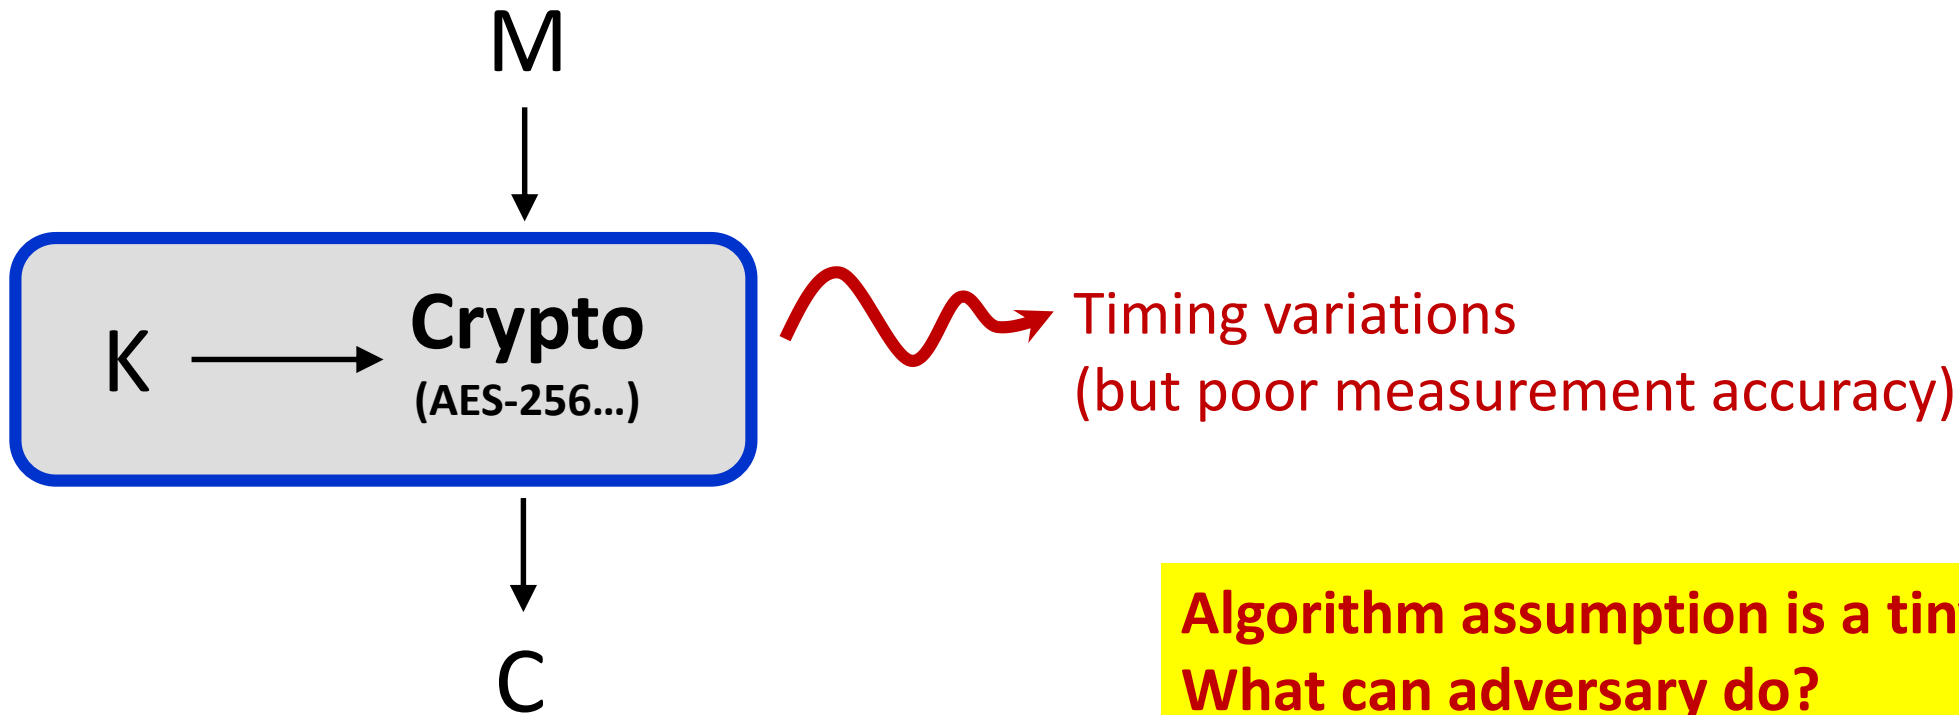 M
K
Crypto
(AES-256…)
Timing variations
(but poor measurement accuracy)
C
Algorithm assumption is a
What can adversary do?